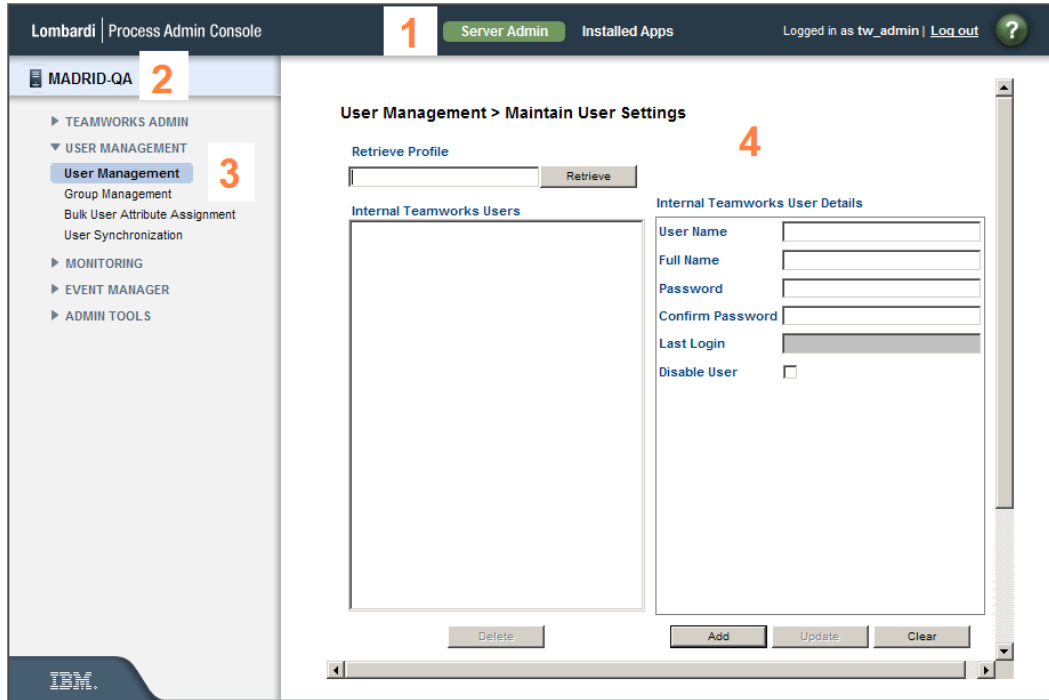 Lombardi | Process Admin Console
1
Server Admin
Installed Apps
Logged in as tw_admin | Log out
?
MADRID-QA
2
TEAMWORKS ADMIN
USER MANAGEMENT
User Management
3
Group Management
Bulk User Attribute Assignment
User Synchronization
MONITORING
EVENT MANAGER
ADMIN TOOLS
IBM.
User Management > Maintain User Settings
4
Retrieve Profile
Retrieve
Internal Teamworks Users
Delete
Internal Teamworks User Details
User Name
Full Name
Password
Confirm Password
Last Login
Disable User
Add
Update
Clear